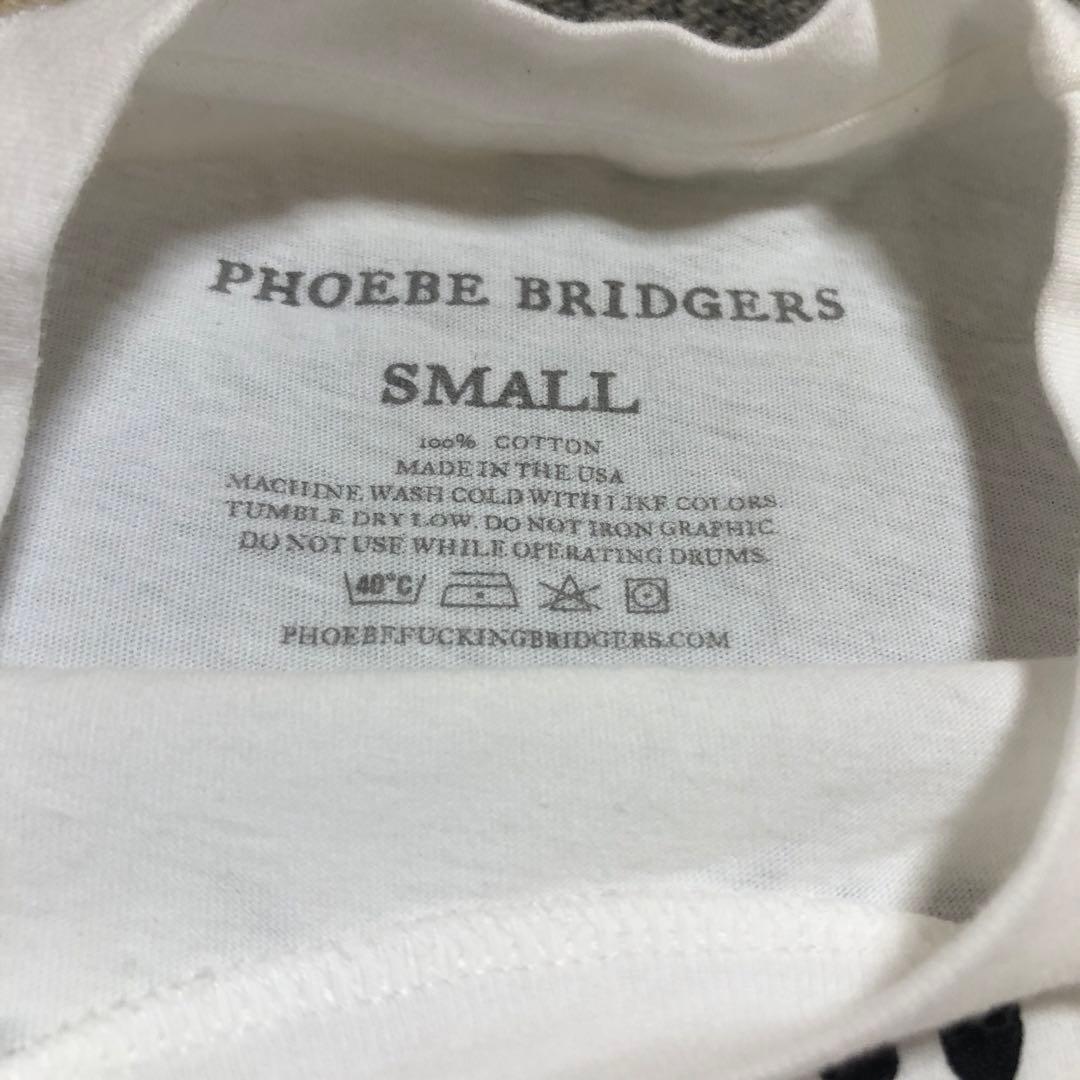 PHOEBE BRIDGERS
SMALL
100% COTTON
MADE IN THE USA
MACHINE WASH COLD WITH LIKE COLORS.
TUMBLE DRY LOW. DO NOT IRON GRAPHIC.
DO NOT USE WHILE OPERATING DRUMS.
40°C
PHOEBEFUCKINGBRIDGERS.COM